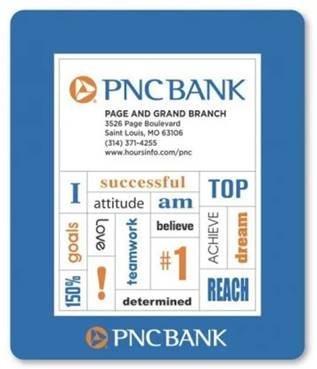 PNCBANK
PAGE AND GRAND BRANCH
3526 Page Boulevard
Saint Louis, MO 63106
(314) 371-4255
www.hoursinfo.com/pnc
I
successful
TOP
attitude
am
goals
Love
teamwork
believe
ACHIEVE
dream
#1
150%
!
REACH
determined
PNCBANK